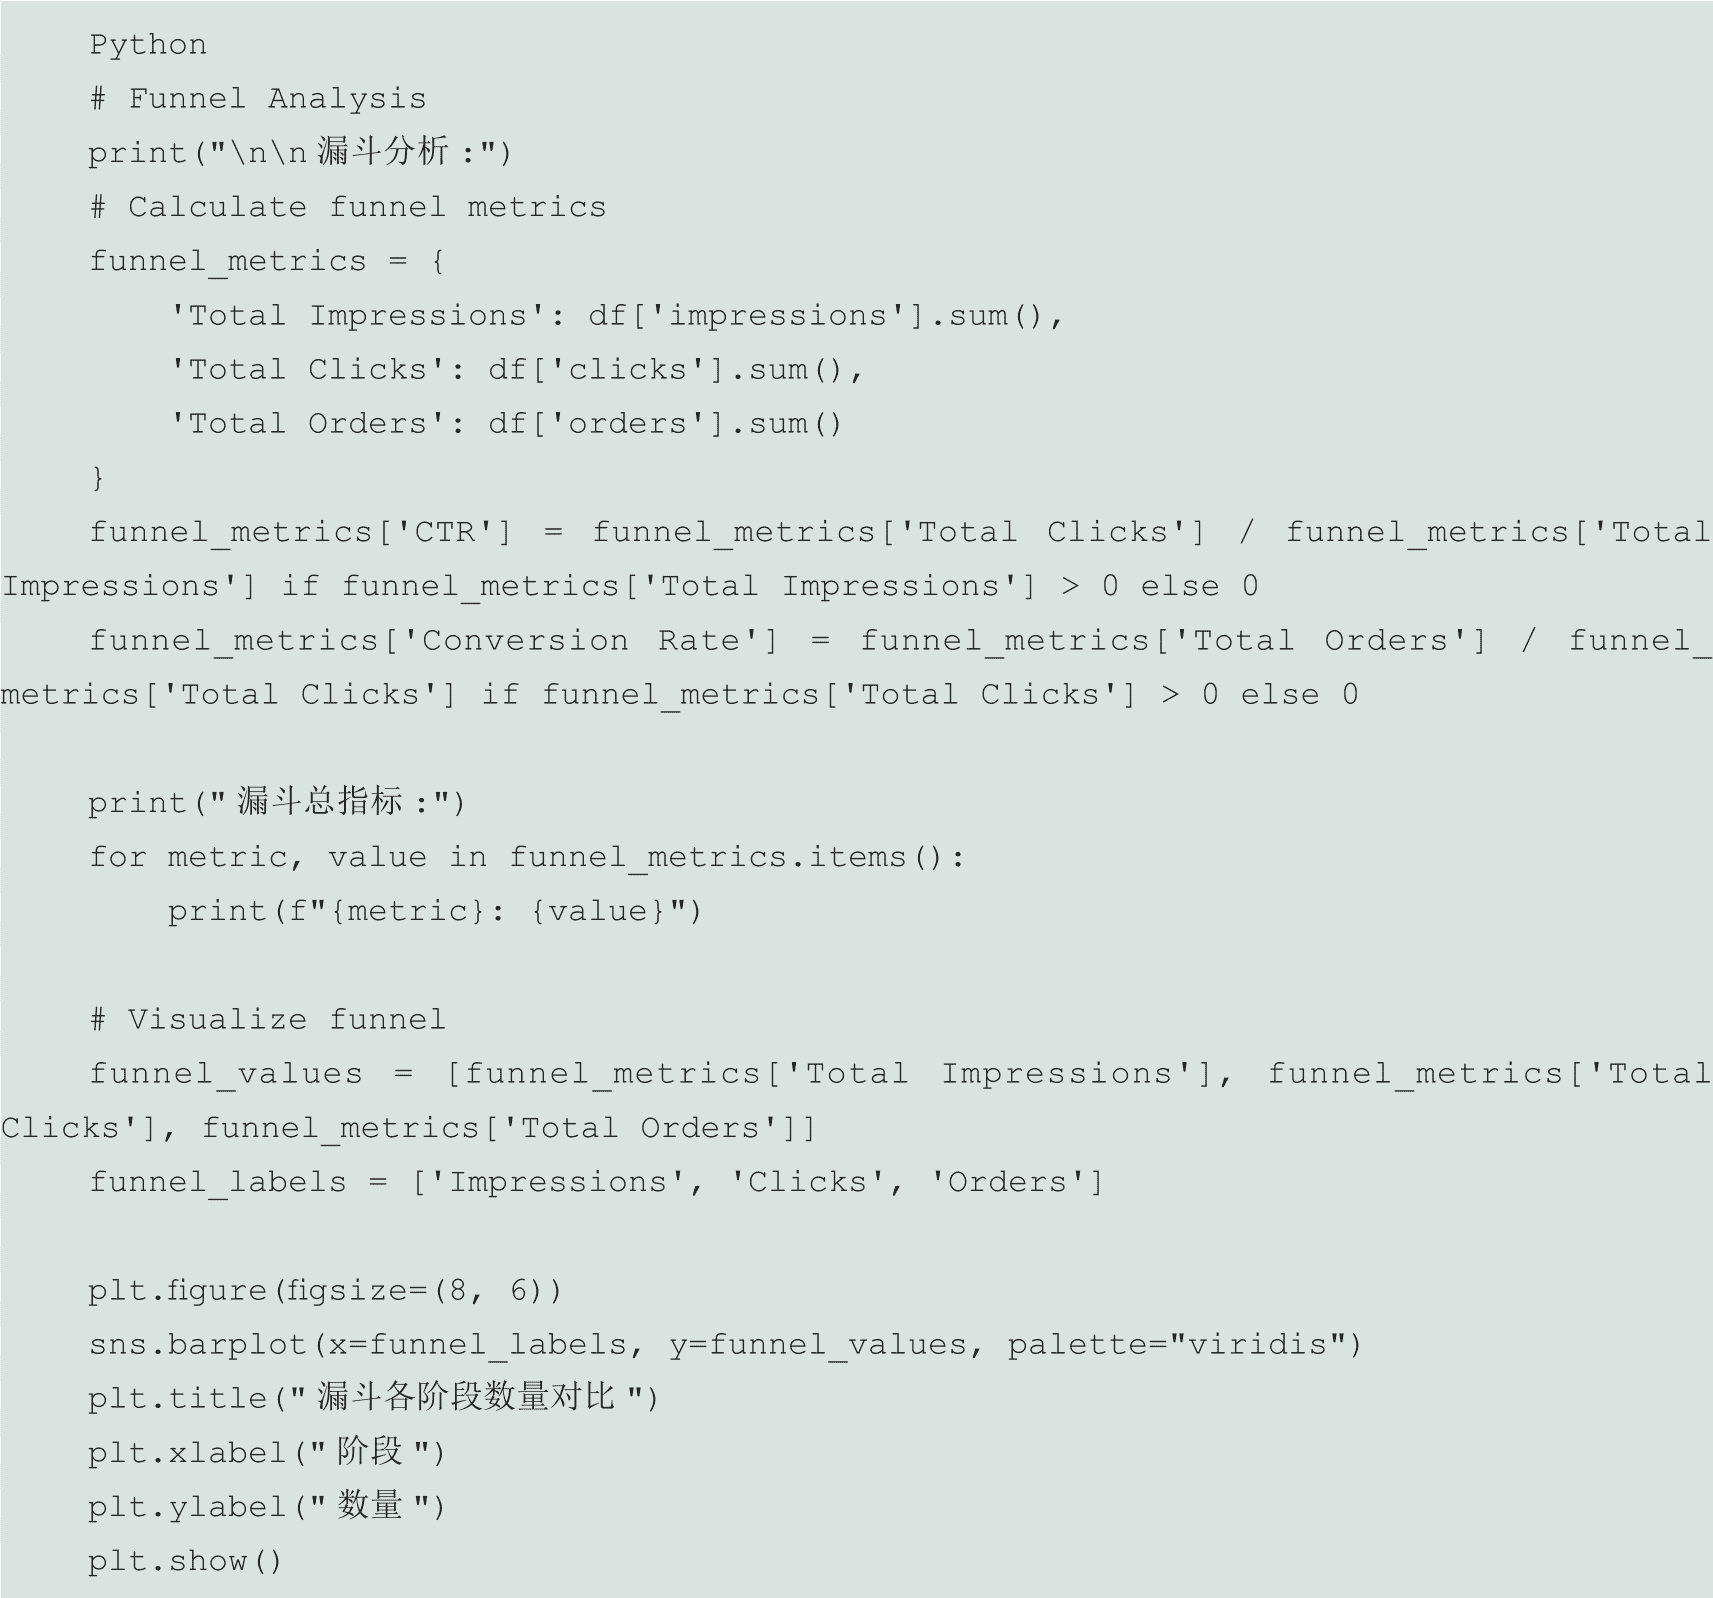 Python
# Funnel Analysis
print("\n\n漏斗分析:")
# Calculate funnel metrics
funnel_metrics = {
    'Total Impressions': df['impressions'].sum(),
    'Total Clicks': df['clicks'].sum(),
    'Total Orders': df['orders'].sum()
}
funnel_metrics['CTR'] = funnel_metrics['Total Clicks'] / funnel_metrics['Total
Impressions'] if funnel_metrics['Total Impressions'] > 0 else 0
funnel_metrics['Conversion Rate'] = funnel_metrics['Total Orders'] / funnel_
metrics['Total Clicks'] if funnel_metrics['Total Clicks'] > 0 else 0
print("漏斗总指标:")
for metric, value in funnel_metrics.items():
    print(f"{metric}: {value}")
# Visualize funnel
funnel_values = [funnel_metrics['Total Impressions'], funnel_metrics['Total
Clicks'], funnel_metrics['Total Orders']]
funnel_labels = ['Impressions', 'Clicks', 'Orders']
plt.figure(figsize=(8, 6))
sns.barplot(x=funnel_labels, y=funnel_values, palette="viridis")
plt.title("漏斗各阶段数量对比")
plt.xlabel("阶段")
plt.ylabel("数量")
plt.show()